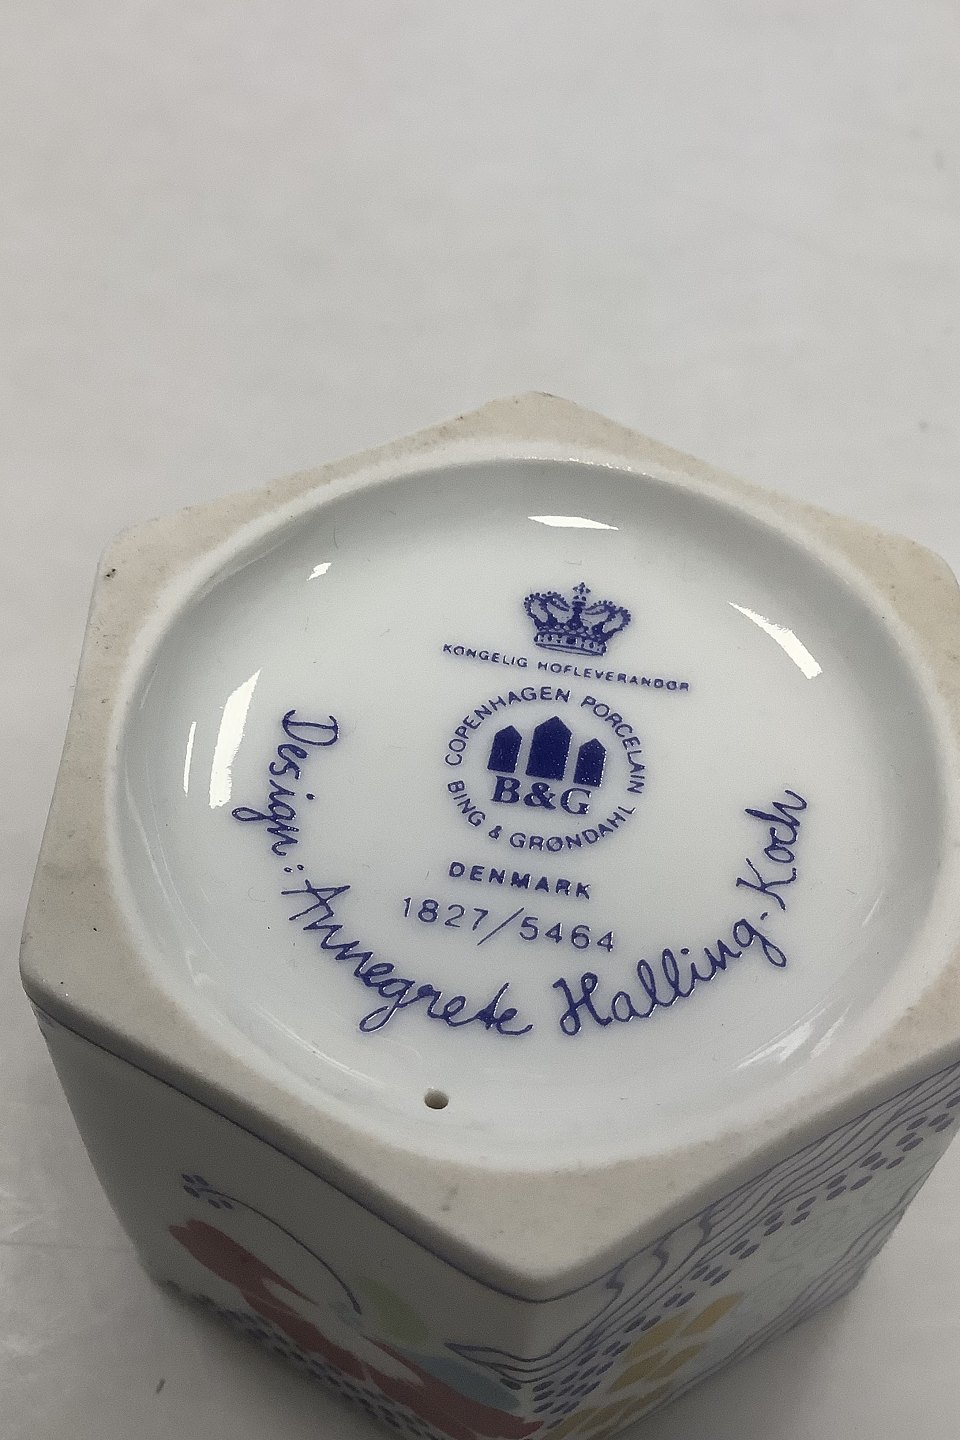 KONGELIG HOFLEVERANDØR
COPENHAGEN PORCELAIN
B&G
BING & GRØNDAHL
DENMARK
1827/5464
Design: Annegrete Halling-Koch